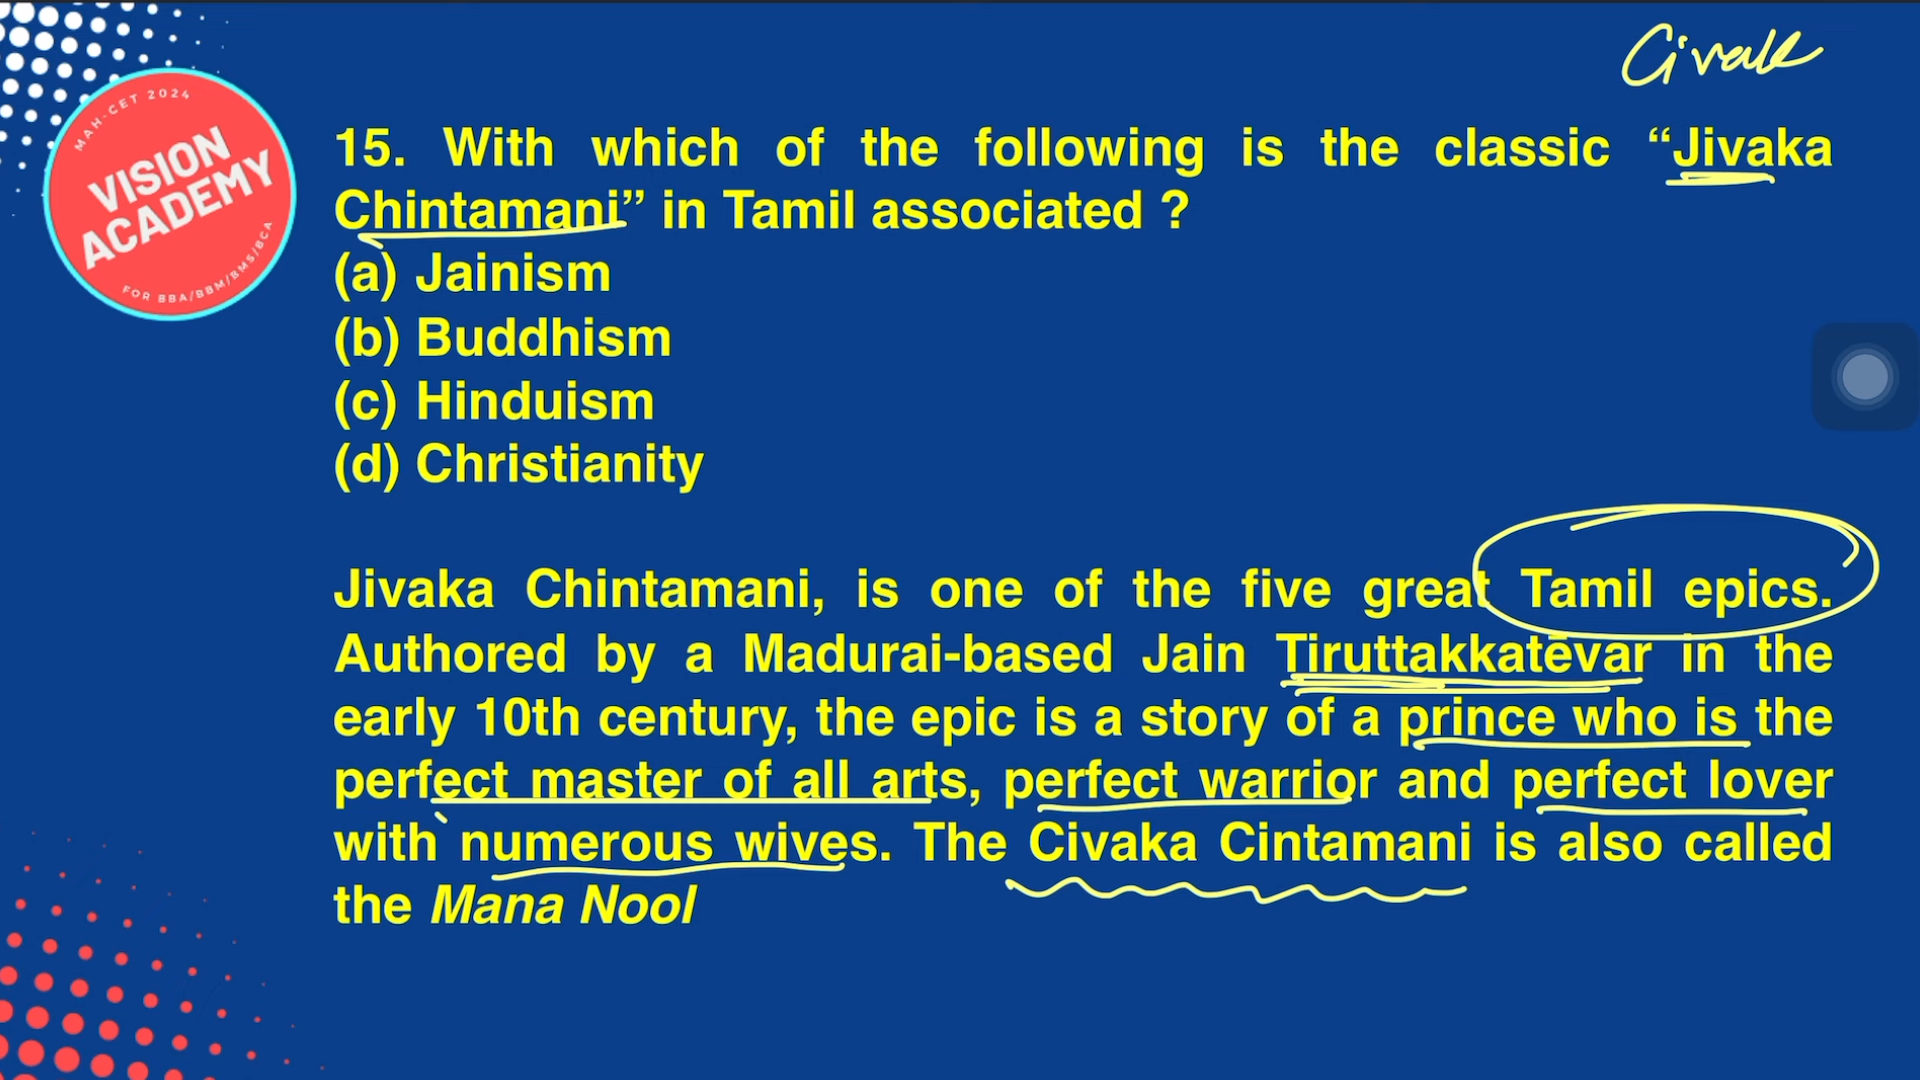 Civak
MAH-CET 2024
VISION
ACADEMY
FOR BBA/BBM/BMS/BCA
15. With which of the following is the classic “Jivaka
Chintamani” in Tamil associated ?
(a) Jainism
(b) Buddhism
(c) Hinduism
(d) Christianity
Jivaka Chintamani, is one of the five great Tamil epics.
Authored by a Madurai-based Jain Tiruttakkatēvar in the
early 10th century, the epic is a story of a prince who is the
perfect master of all arts, perfect warrior and perfect lover
with numerous wives. The Civaka Cintamani is also called
the Mana Nool